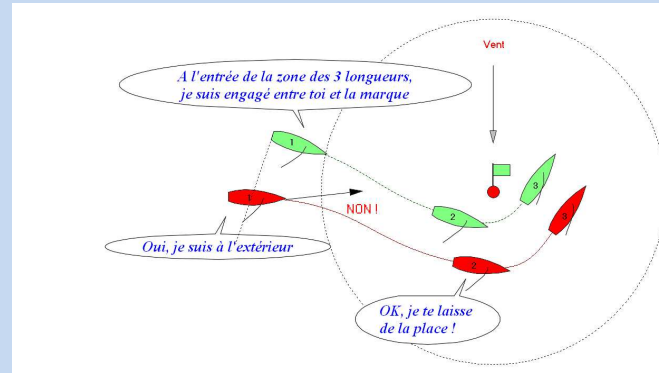 Vent
A l'entrée de la zone des 3 longueurs,
je suis engagé entre toi et la marque
1
1
NON !
2
3
3
Oui, je suis à l'extérieur
2
OK, je te laisse
de la place !